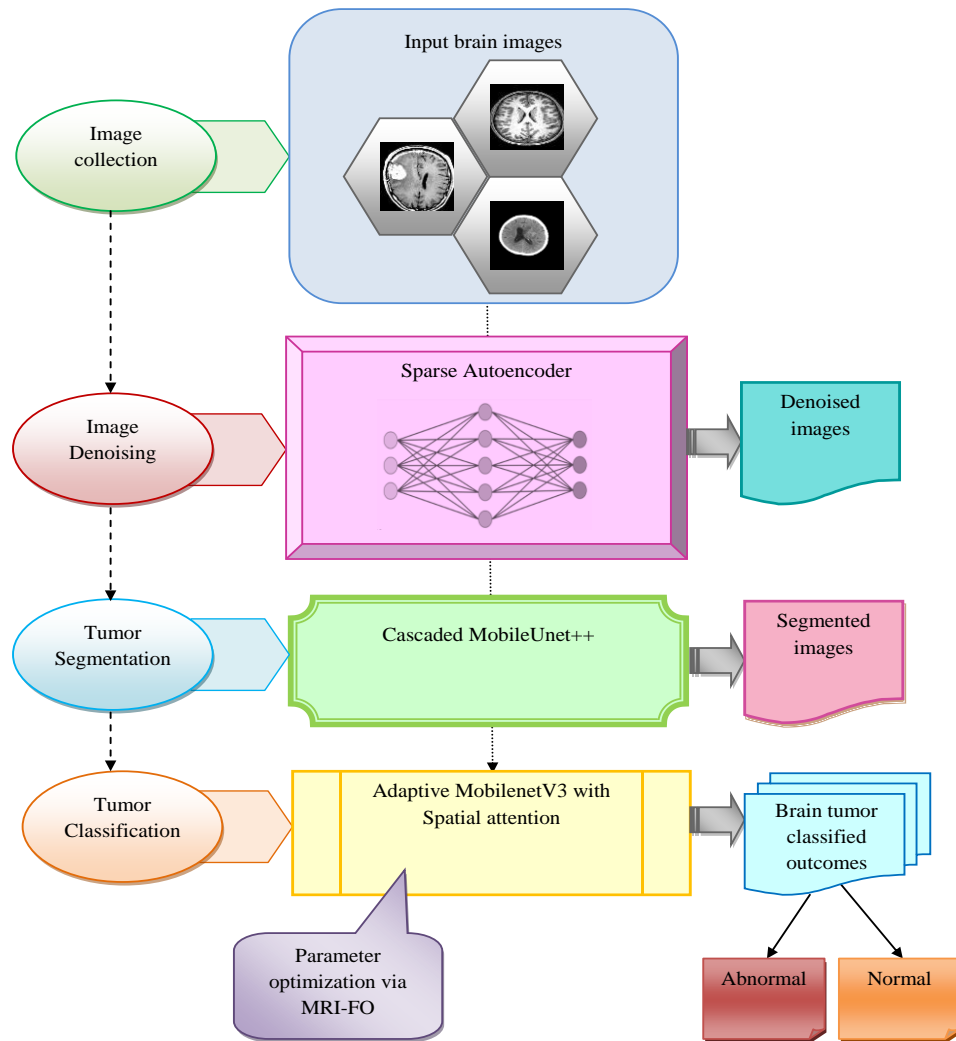 Input brain images
Image
collection
Sparse Autoencoder
Image
Denoising
Denoised
images
Tumor
Segmentation
Cascaded MobileUnet++
Segmented
images
Tumor
Classification
Adaptive MobilenetV3 with
Spatial attention
Brain tumor
classified
outcomes
Parameter
optimization via
MRI-FO
Abnormal
Normal